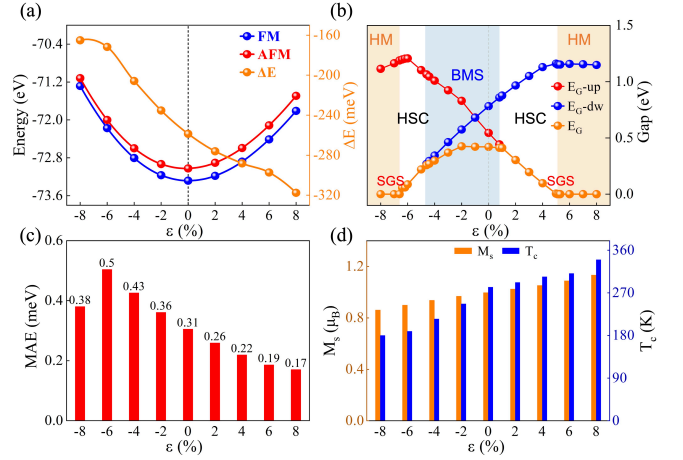 (a)
FM
AFM
ΔE
Energy (eV)
-70.4
-71.2
-72.0
-72.8
-73.6
-8 -6 -4 -2 0 2 4 6 8
ε (%)
-160
-200
-240
-280
-320
ΔE (meV)
(b)
HM
BMS
HM
HSC
HSC
SGS
SGS
E_G-up
E_G-dw
E_G
-8 -6 -4 -2 0 2 4 6 8
ε (%)
1.5
1.0
0.5
0.0
Gap (eV)
(c)
MAE (meV)
0.6
0.4
0.2
0.0
0.38
0.5
0.43
0.36
0.31
0.26
0.22
0.19
0.17
-8 -6 -4 -2 0 2 4 6 8
ε (%)
(d)
M_s
T_c
M_s (μ_B)
1.2
0.8
0.4
0.0
-8 -6 -4 -2 0 2 4 6 8
ε (%)
360
270
180
90
0
T_c (K)